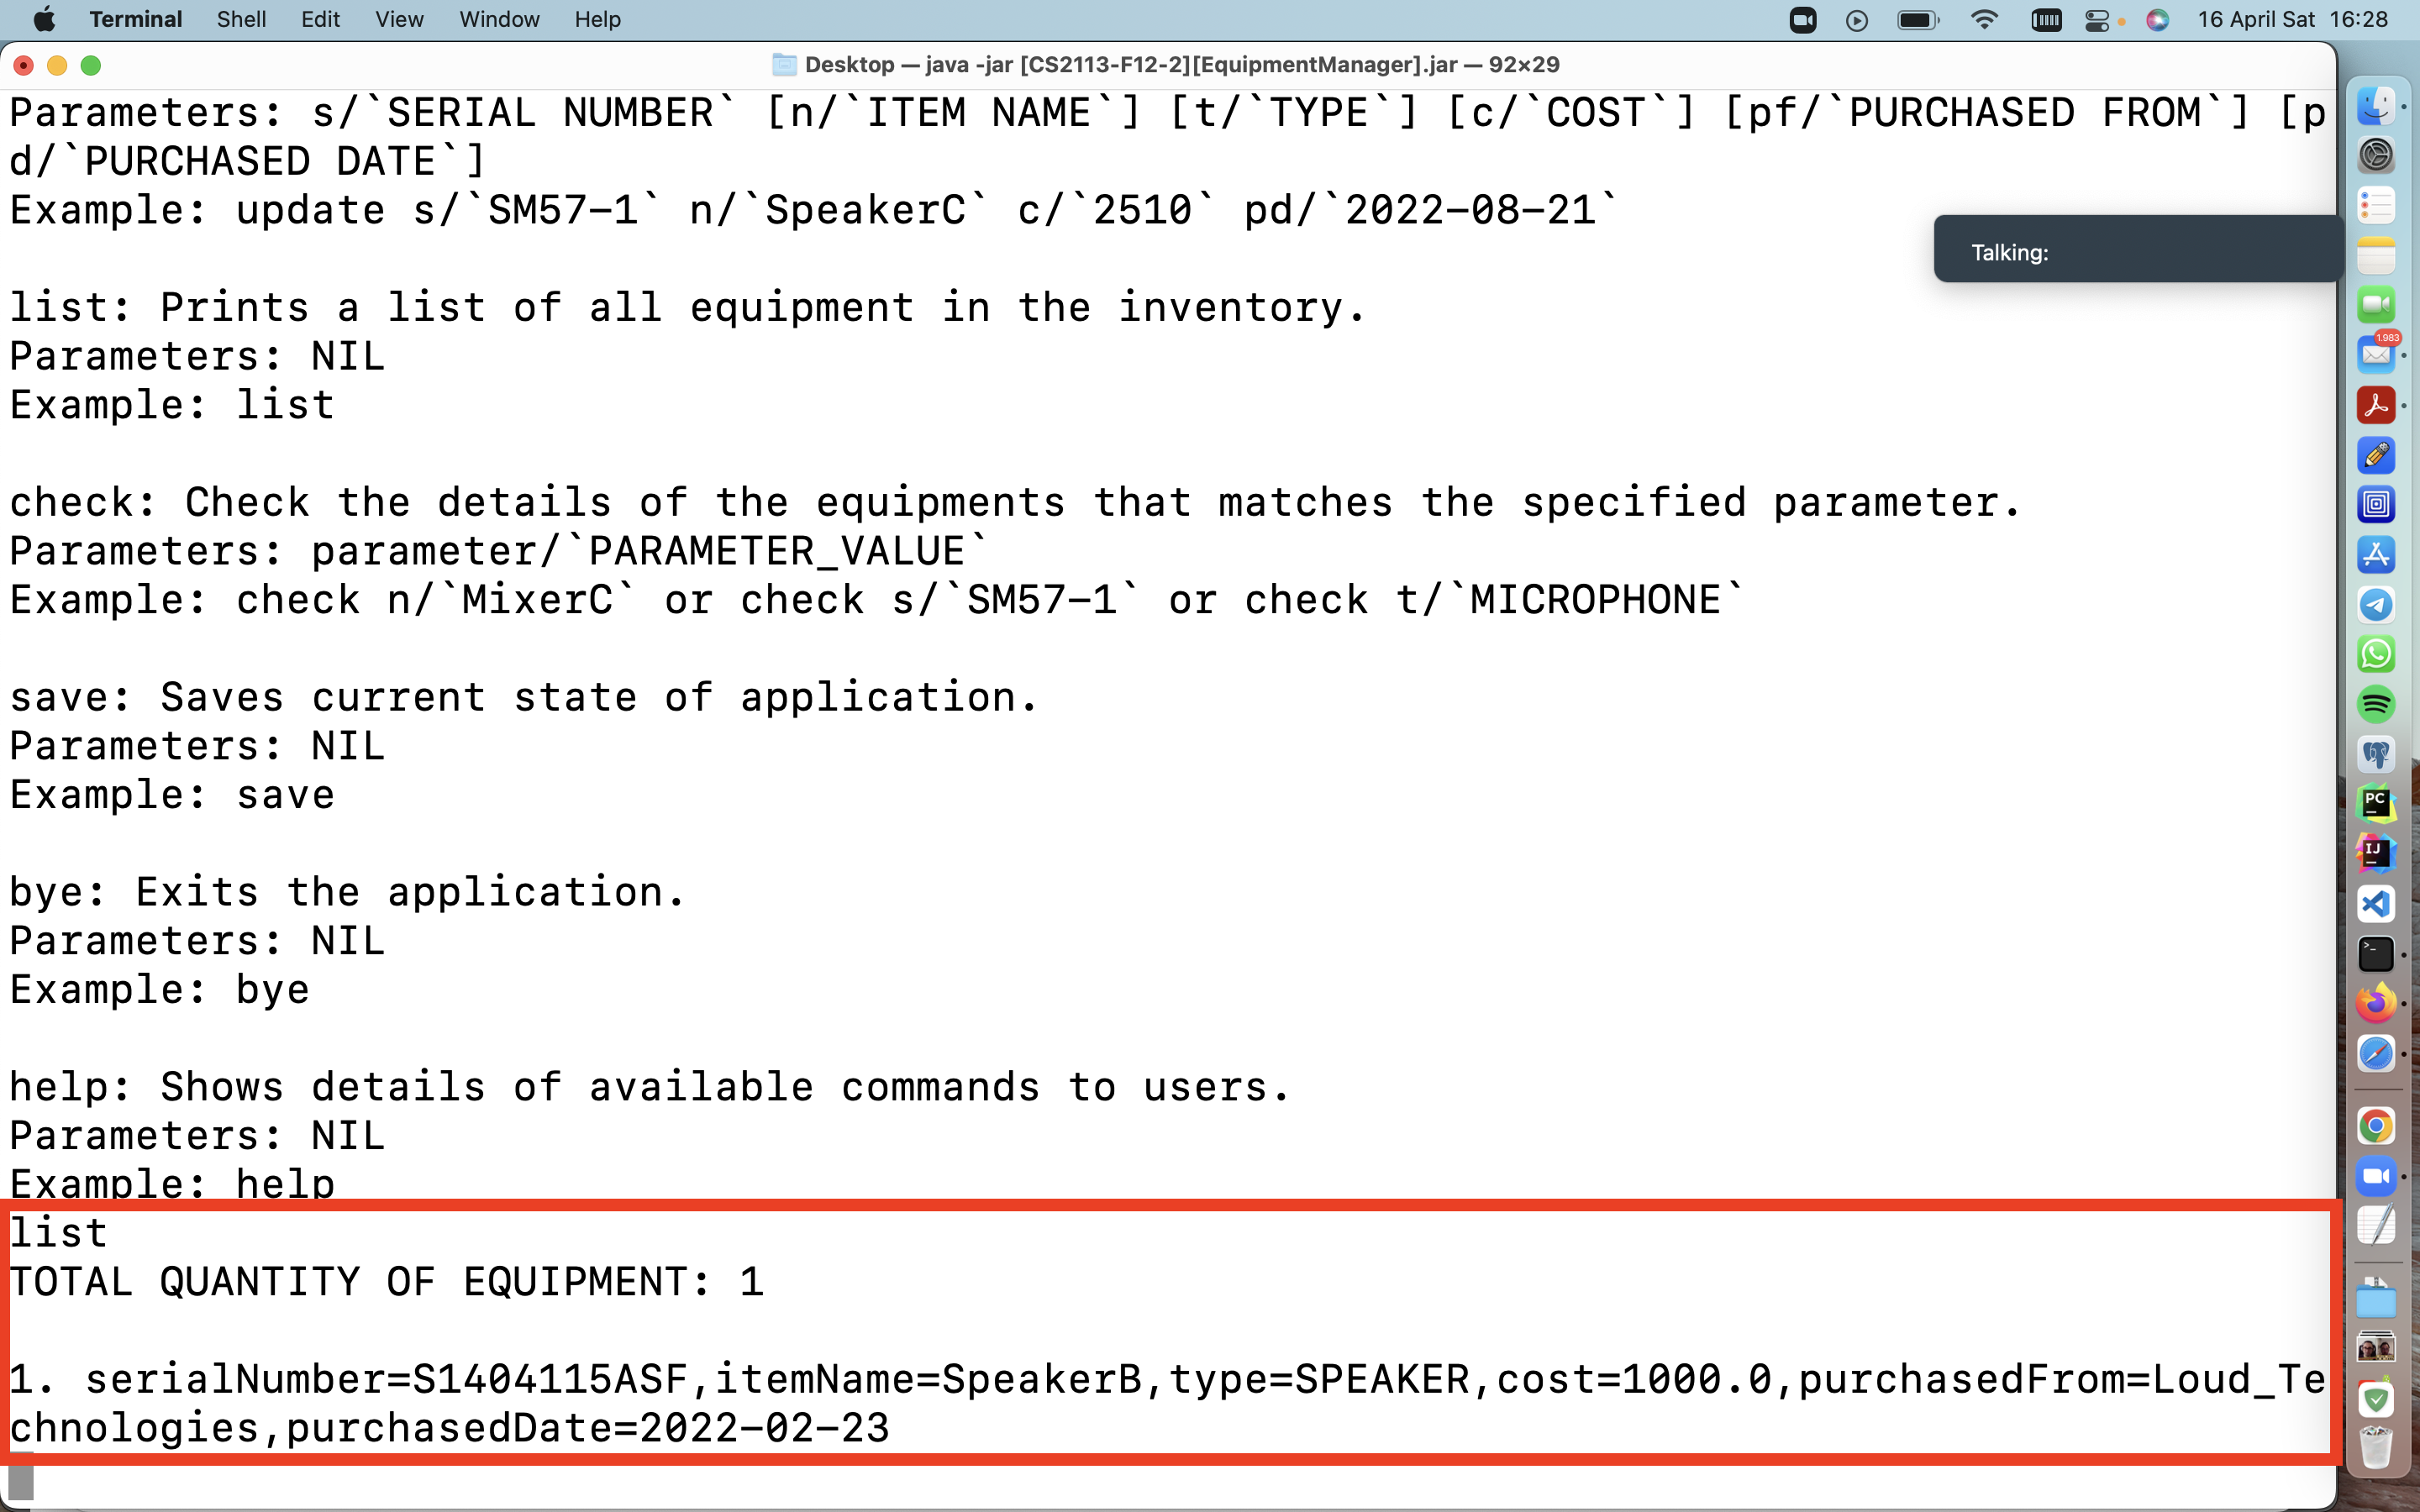 Terminal Shell Edit View Window Help 16 April Sat 16:28
Desktop — java -jar [CS2113-F12-2][EquipmentManager].jar — 92×29
Parameters: s/`SERIAL NUMBER` [n/`ITEM NAME`] [t/`TYPE`] [c/`COST`] [pf/`PURCHASED FROM`] [p
d/`PURCHASED DATE`]
Example: update s/`SM57-1` n/`SpeakerC` c/`2510` pd/`2022-08-21`
Talking:
list: Prints a list of all equipment in the inventory.
Parameters: NIL
Example: list
check: Check the details of the equipments that matches the specified parameter.
Parameters: parameter/`PARAMETER_VALUE`
Example: check n/`MixerC` or check s/`SM57-1` or check t/`MICROPHONE`
save: Saves current state of application.
Parameters: NIL
Example: save
bye: Exits the application.
Parameters: NIL
Example: bye
help: Shows details of available commands to users.
Parameters: NIL
Example: help
list
TOTAL QUANTITY OF EQUIPMENT: 1
1. serialNumber=S1404115ASF,itemName=SpeakerB,type=SPEAKER,cost=1000.0,purchasedFrom=Loud_Te
chnologies,purchasedDate=2022-02-23
1.983
PC
IJ